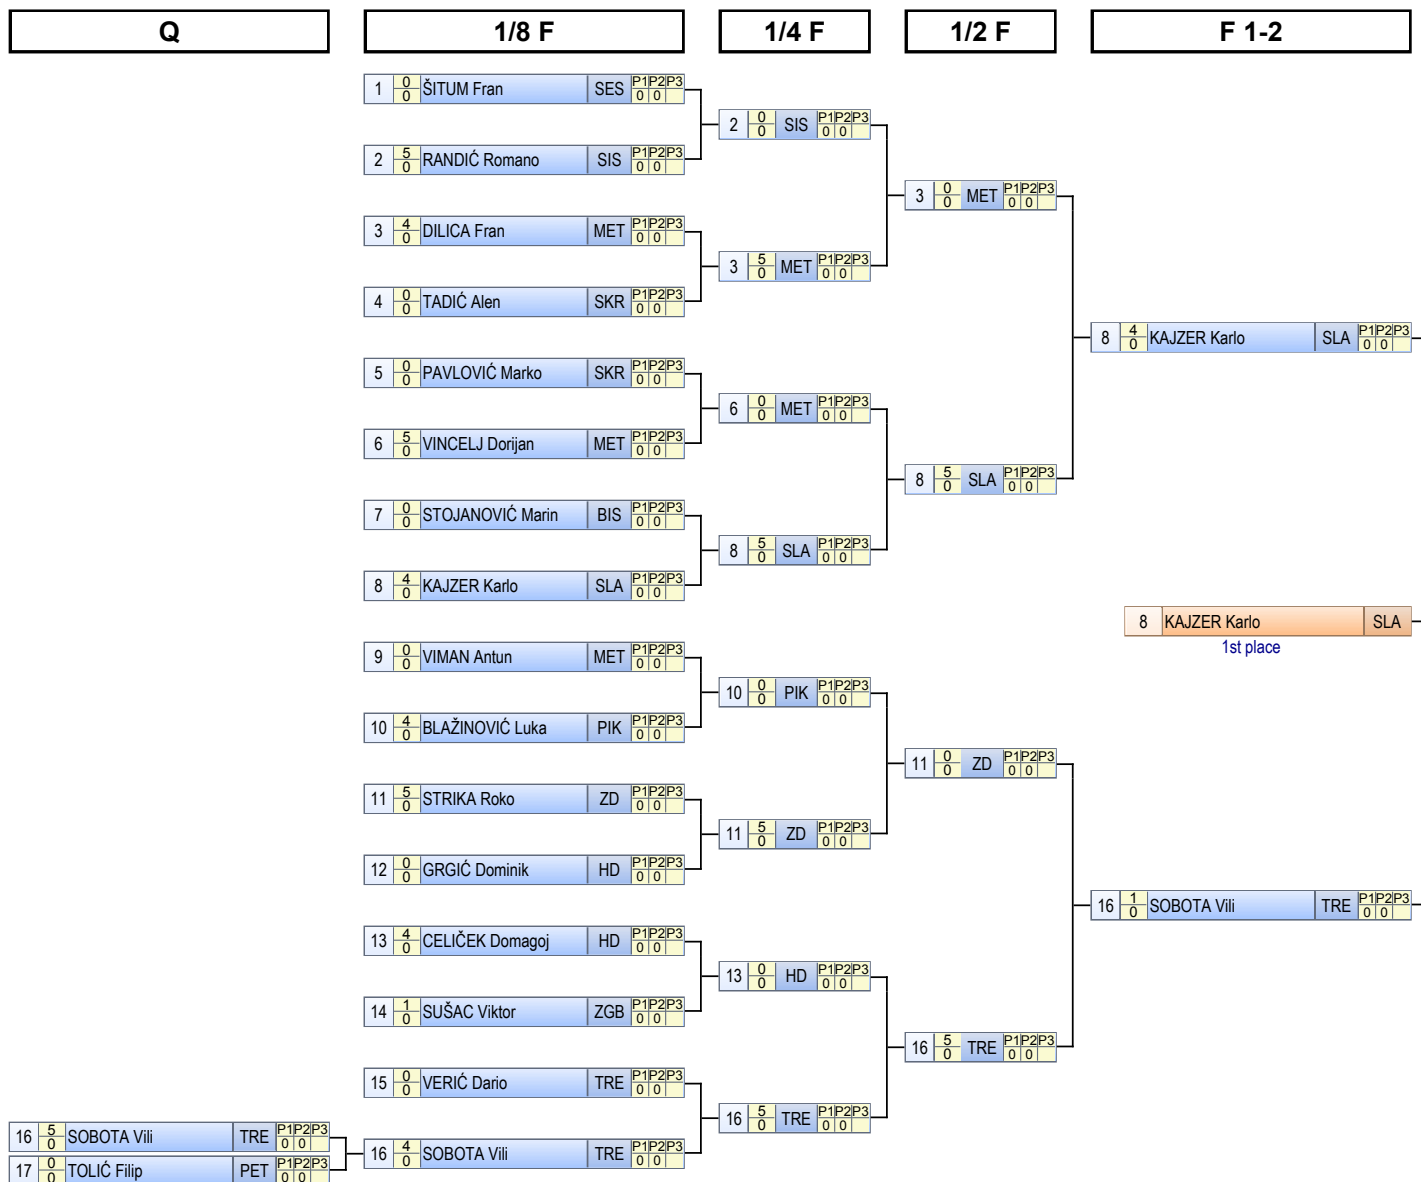 Q 1/8 F 1/4 F 1/2 F F 1-2
1 0 0 ŠITUM Fran SES P1 P2 P3 0 0
2 0 0 SIS P1 P2 P3 0 0
2 5 0 RANDIĆ Romano SIS P1 P2 P3 0 0
3 0 0 MET P1 P2 P3 0 0
3 4 0 DILICA Fran MET P1 P2 P3 0 0
3 5 0 MET P1 P2 P3 0 0
4 0 0 TADIĆ Alen SKR P1 P2 P3 0 0
8 4 0 KAJZER Karlo SLA P1 P2 P3 0 0
5 0 0 PAVLOVIĆ Marko SKR P1 P2 P3 0 0
6 0 0 MET P1 P2 P3 0 0
6 5 0 VINCELJ Dorijan MET P1 P2 P3 0 0
8 5 0 SLA P1 P2 P3 0 0
7 0 0 STOJANOVIĆ Marin BIS P1 P2 P3 0 0
8 5 0 SLA P1 P2 P3 0 0
8 4 0 KAJZER Karlo SLA P1 P2 P3 0 0
8 KAJZER Karlo SLA
1st place
9 0 0 VIMAN Antun MET P1 P2 P3 0 0
10 0 0 PIK P1 P2 P3 0 0
10 4 0 BLAŽINOVIĆ Luka PIK P1 P2 P3 0 0
11 0 0 ZD P1 P2 P3 0 0
11 5 0 STRIKA Roko ZD P1 P2 P3 0 0
11 5 0 ZD P1 P2 P3 0 0
12 0 0 GRGIĆ Dominik HD P1 P2 P3 0 0
16 1 0 SOBOTA Vili TRE P1 P2 P3 0 0
13 4 0 CELIČEK Domagoj HD P1 P2 P3 0 0
13 0 0 HD P1 P2 P3 0 0
14 1 0 SUŠAC Viktor ZGB P1 P2 P3 0 0
16 5 0 TRE P1 P2 P3 0 0
15 0 0 VERIĆ Dario TRE P1 P2 P3 0 0
16 5 0 TRE P1 P2 P3 0 0
16 5 0 SOBOTA Vili TRE P1 P2 P3 0 0
16 4 0 SOBOTA Vili TRE P1 P2 P3 0 0
17 0 0 TOLIĆ Filip PET P1 P2 P3 0 0